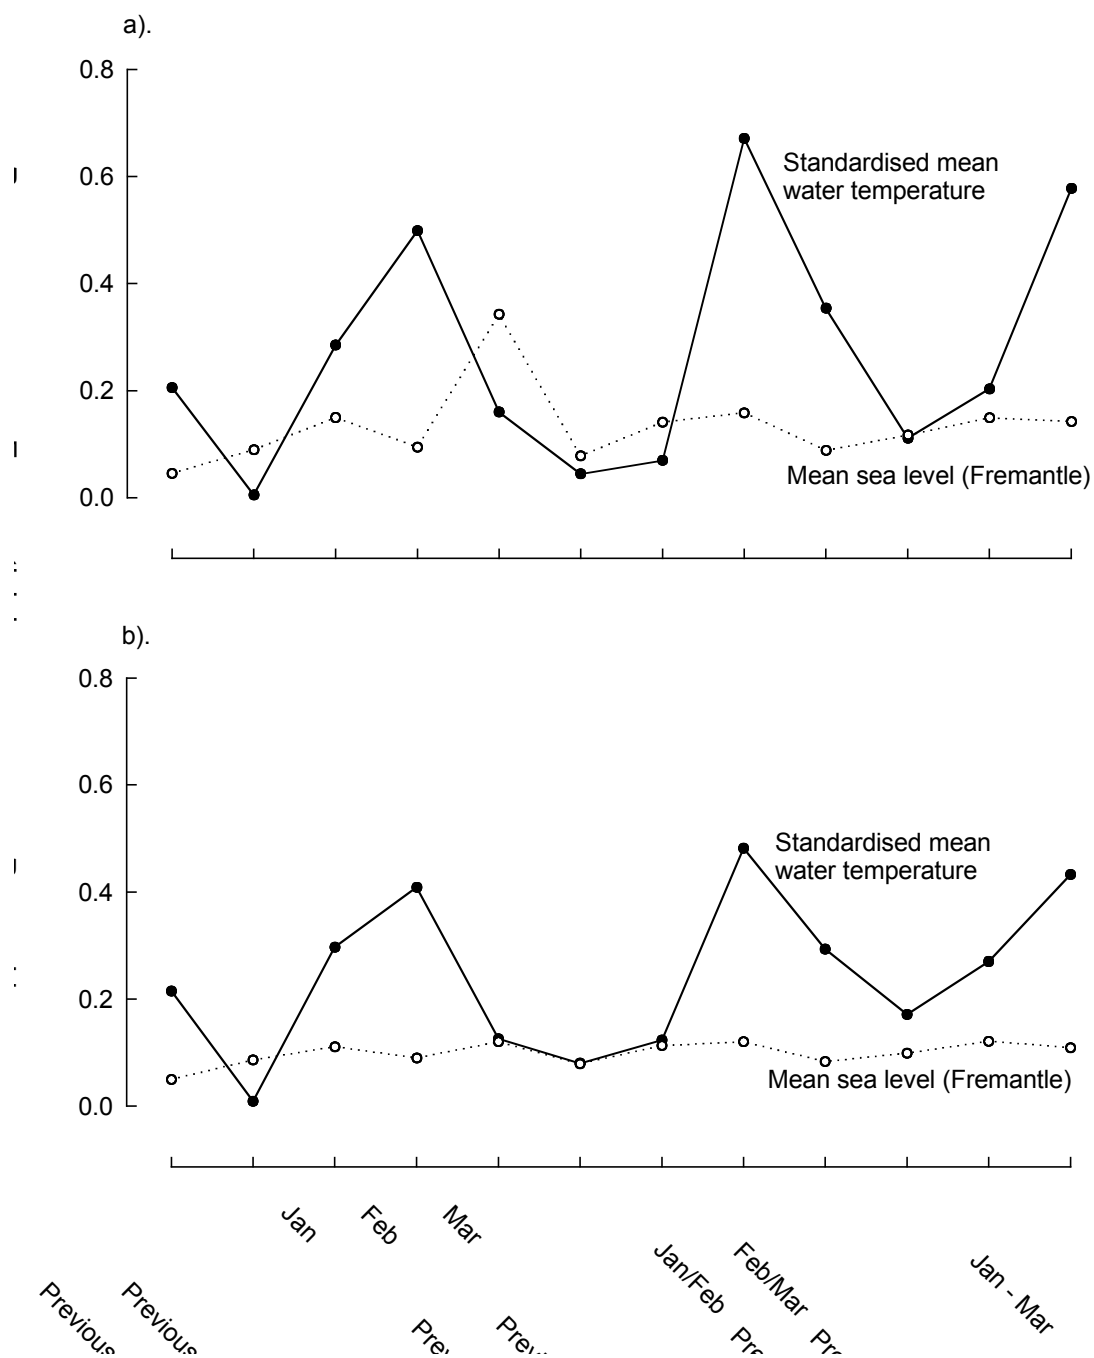 a).
0.8
0.6
0.4
0.2
0.0
Standardised mean
water temperature
Mean sea level (Fremantle)
b).
0.8
0.6
0.4
0.2
0.0
Standardised mean
water temperature
Mean sea level (Fremantle)
Previous
Previous
Jan
Feb
Mar
Jan/Feb
Feb/Mar
Jan - Mar